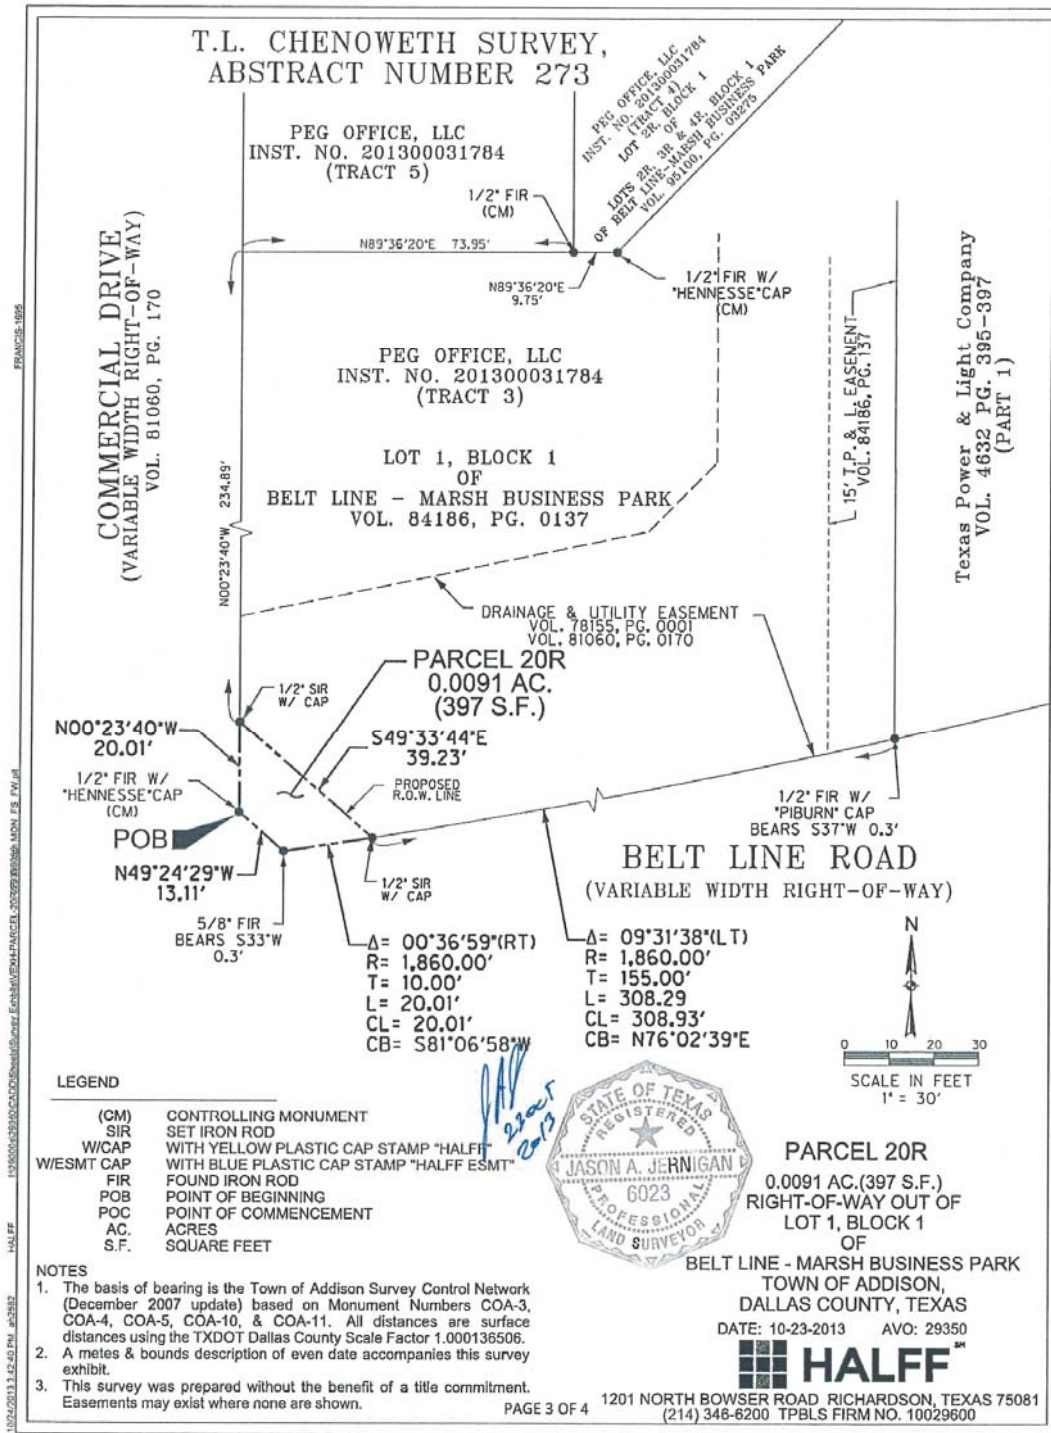 T.L. CHENOWETH SURVEY,
ABSTRACT NUMBER 273
PEG OFFICE, LLC
INST. NO. 201300031784
(TRACT 5)
PEG OFFICE, LLC
INST. NO. 201300031784
(TRACT 4)
LOT 2R, BLOCK 1
OF
LOTS 2R, 3R & 4R, BLOCK 1
OF BELT LINE-MARSH BUSINESS PARK
VOL. 95100, PG. 03275
1/2" FIR
(CM)
N89°36'20"E 73.95'
N89°36'20"E
9.75'
1/2" FIR W/
"HENNESSE"CAP
(CM)
COMMERCIAL DRIVE
(VARIABLE WIDTH RIGHT-OF-WAY)
VOL. 81060, PG. 170
PEG OFFICE, LLC
INST. NO. 201300031784
(TRACT 3)
LOT 1, BLOCK 1
OF
BELT LINE - MARSH BUSINESS PARK
VOL. 84186, PG. 0137
15' T.P. & L. EASENENT
VOL. 84186, PG. 137
Texas Power & Light Company
VOL. 4632 PG. 395-397
(PART 1)
N00°23'40"W 234.89'
DRAINAGE & UTILITY EASEMENT
VOL. 78155, PG. 0001
VOL. 81060, PG. 0170
PARCEL 20R
0.0091 AC.
(397 S.F.)
1/2" SIR
W/ CAP
N00°23'40"W
20.01'
S49°33'44"E
39.23'
PROPOSED
R.O.W. LINE
1/2" FIR W/
"HENNESSE"CAP
(CM)
POB
N49°24'29"W
13.11'
1/2" SIR
W/ CAP
5/8" FIR
BEARS S33°W
0.3'
1/2" FIR W/
"PIBURN" CAP
BEARS S37°W 0.3'
BELT LINE ROAD
(VARIABLE WIDTH RIGHT-OF-WAY)
Δ= 00°36'59"(RT)
R= 1,860.00'
T= 10.00'
L= 20.01'
CL= 20.01'
CB= S81°06'58"W
Δ= 09°31'38"(LT)
R= 1,860.00'
T= 155.00'
L= 308.29
CL= 308.93'
CB= N76°02'39"E
N
0 10 20 30
SCALE IN FEET
1" = 30'
LEGEND
(CM) CONTROLLING MONUMENT
SIR SET IRON ROD
W/CAP WITH YELLOW PLASTIC CAP STAMP "HALFF"
W/ESMT CAP WITH BLUE PLASTIC CAP STAMP "HALFF ESMT"
FIR FOUND IRON ROD
POB POINT OF BEGINNING
POC POINT OF COMMENCEMENT
AC. ACRES
S.F. SQUARE FEET
JAJ
23 OCT
2013
STATE OF TEXAS
REGISTERED
JASON A. JERNIGAN
6023
PROFESSIONAL
LAND SURVEYOR
NOTES
1. The basis of bearing is the Town of Addison Survey Control Network
(December 2007 update) based on Monument Numbers COA-3,
COA-4, COA-5, COA-10, & COA-11. All distances are surface
distances using the TXDOT Dallas County Scale Factor 1.000136506.
2. A metes & bounds description of even date accompanies this survey
exhibit.
3. This survey was prepared without the benefit of a title commitment.
Easements may exist where none are shown.
PAGE 3 OF 4
PARCEL 20R
0.0091 AC.(397 S.F.)
RIGHT-OF-WAY OUT OF
LOT 1, BLOCK 1
OF
BELT LINE - MARSH BUSINESS PARK
TOWN OF ADDISON,
DALLAS COUNTY, TEXAS
DATE: 10-23-2013 AVO: 29350
HALFF SM
1201 NORTH BOWSER ROAD RICHARDSON, TEXAS 75081
(214) 346-6200 TPBLS FIRM NO. 10029600
FRANCIS-1695
HALFF
10/24/2013 3:42:40 PM ah2582